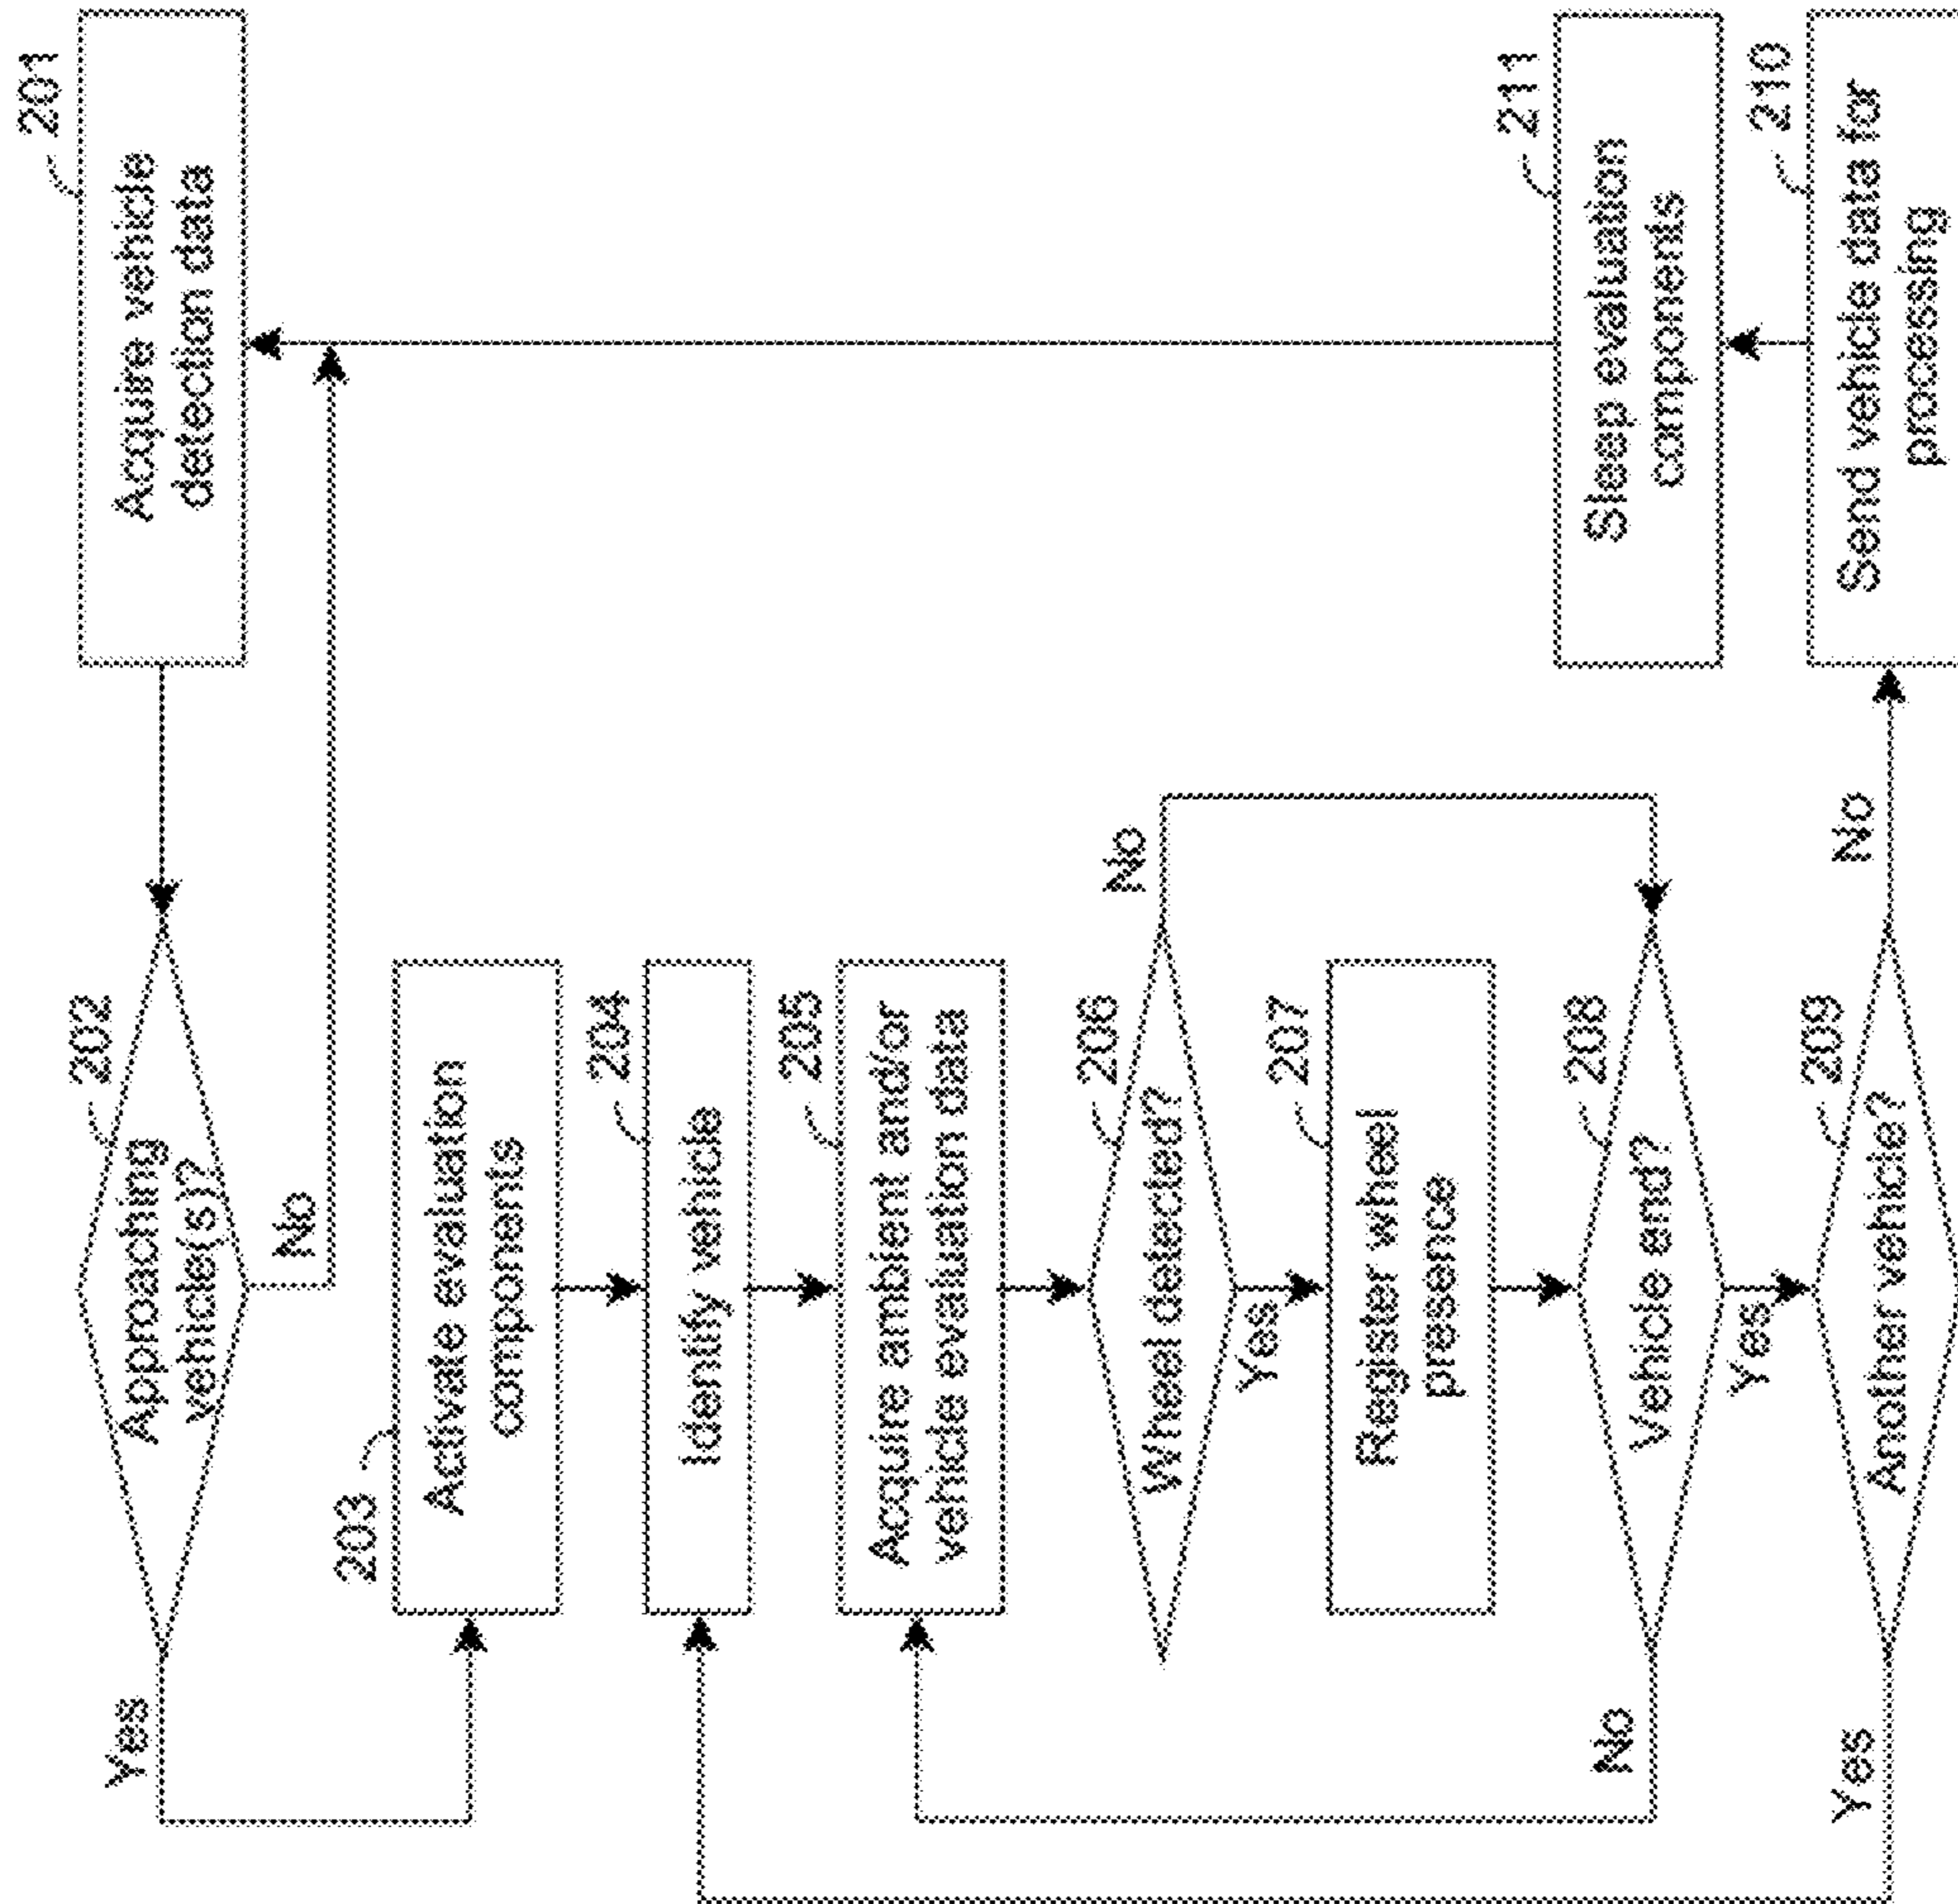 201
Acquire vehicle
detection data
202
Approaching
vehicle(s)?
Yes
No
203
Activate evaluation
components
204
Identify vehicle
205
Acquire ambient and/or
vehicle evaluation data
206
Wheel detected?
No
Yes
207
Register wheel
presence
208
Vehicle end?
No
Yes
209
Another vehicle?
Yes
No
210
Send vehicle data for
processing
211
Sleep evaluation
components